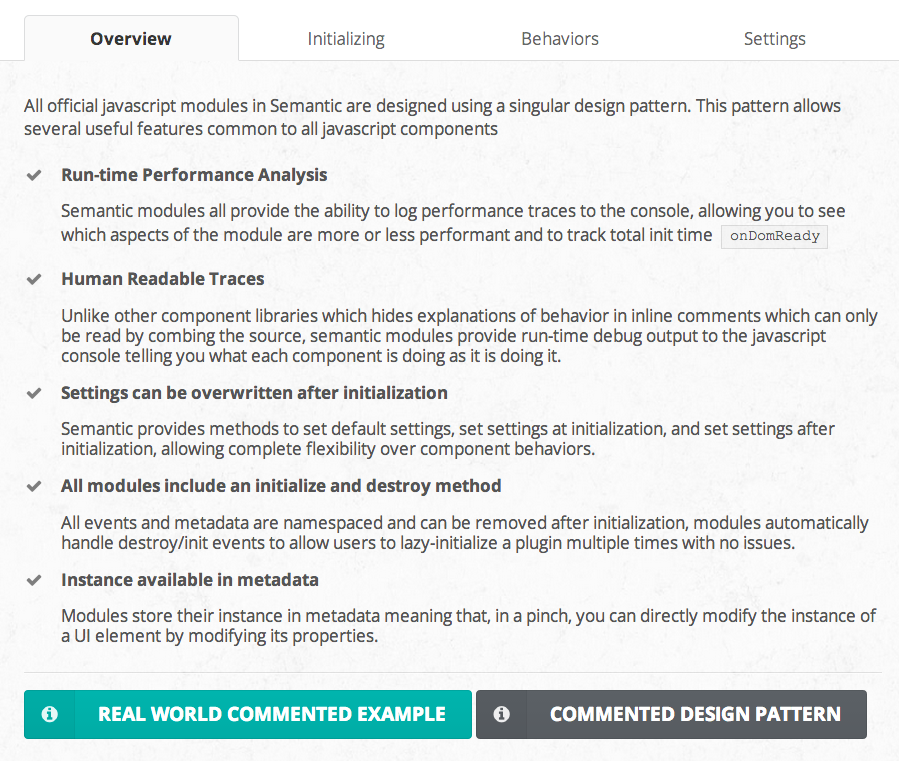 Overview
Initializing
Behaviors
Settings
All official javascript modules in Semantic are designed using a singular design pattern. This pattern allows
several useful features common to all javascript components
Run-time Performance Analysis
Semantic modules all provide the ability to log performance traces to the console, allowing you to see
which aspects of the module are more or less performant and to track total init time onDomReady
Human Readable Traces
Unlike other component libraries which hides explanations of behavior in inline comments which can only
be read by combing the source, semantic modules provide run-time debug output to the javascript
console telling you what each component is doing as it is doing it.
Settings can be overwritten after initialization
Semantic provides methods to set default settings, set settings at initialization, and set settings after
initialization, allowing complete flexibility over component behaviors.
All modules include an initialize and destroy method
All events and metadata are namespaced and can be removed after initialization, modules automatically
handle destroy/init events to allow users to lazy-initialize a plugin multiple times with no issues.
Instance available in metadata
Modules store their instance in metadata meaning that, in a pinch, you can directly modify the instance of
a UI element by modifying its properties.
REAL WORLD COMMENTED EXAMPLE
COMMENTED DESIGN PATTERN